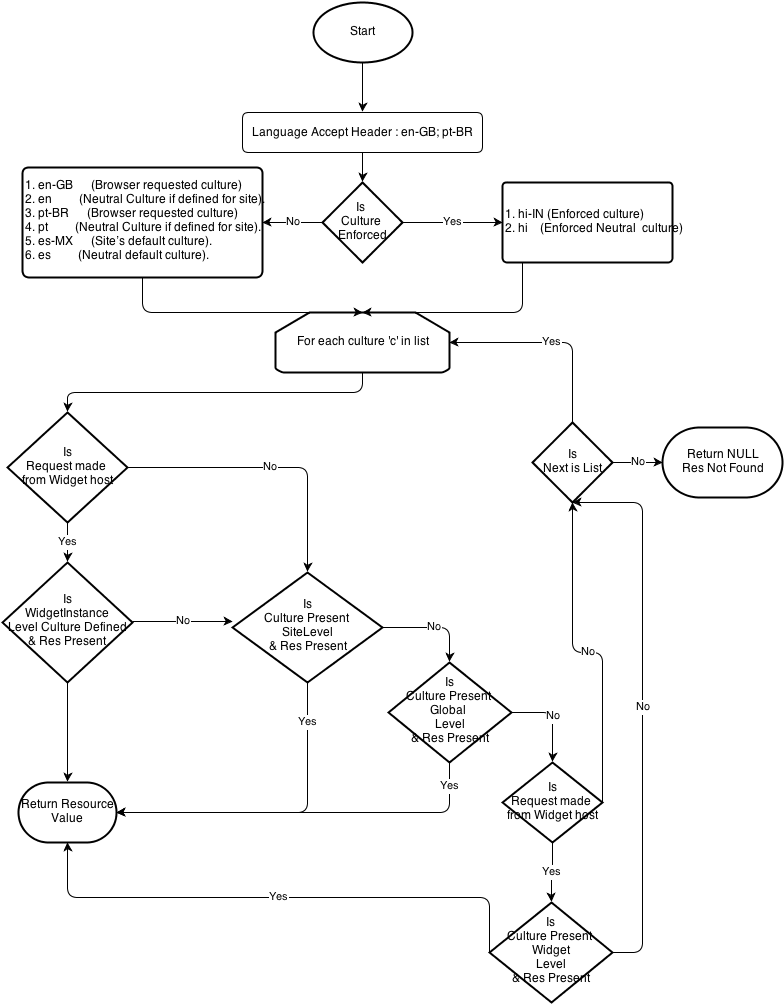 Start
Language Accept Header : en-GB; pt-BR
1. en-GB (Browser requested culture)
2. en (Neutral Culture if defined for site).
3. pt-BR (Browser requested culture)
4. pt (Neutral Culture if defined for site).
5. es-MX (Site's default culture).
6. es (Neutral default culture).
No
Is
Culture
Enforced
Yes
1. hi-IN (Enforced culture)
2. hi (Enforced Neutral culture)
For each culture 'c' in list
Yes
Is
Request made
from Widget host
No
Is
Next is List
No
Return NULL
Res Not Found
Yes
Is
WidgetInstance
Level Culture Defined
& Res Present
No
Is
Culture Present
SiteLevel
& Res Present
No
Is
Culture Present
Global
Level
& Res Present
No
No
No
Yes
Yes
Is
Request made
from Widget host
Return Resource
Value
Yes
Yes
Is
Culture Present
Widget
Level
& Res Present